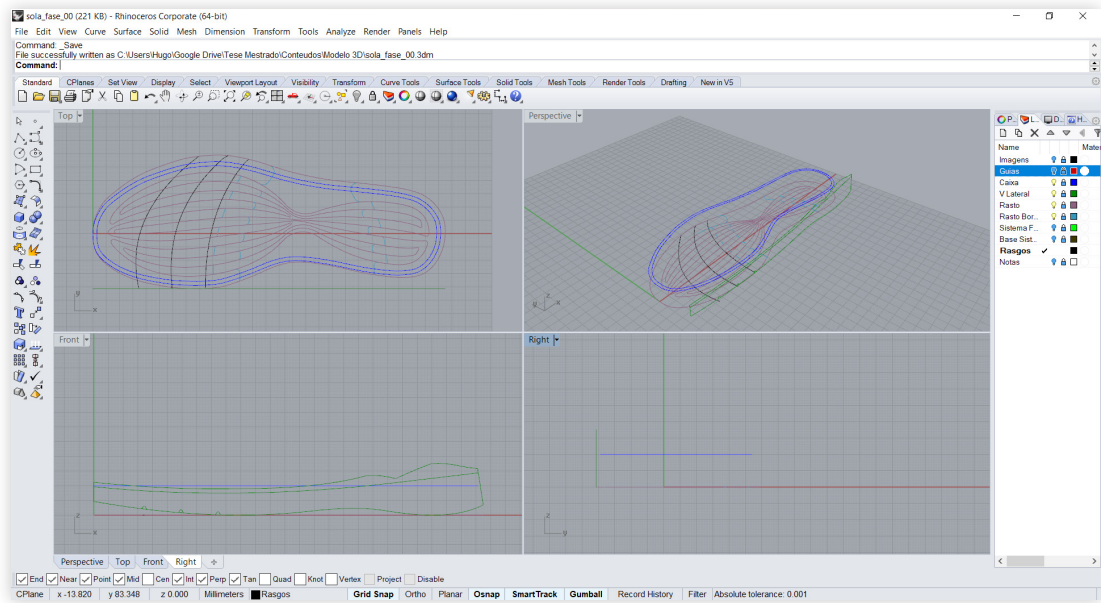 sola_fase_00 (221 KB) - Rhinoceros Corporate (64-bit)
File Edit View Curve Surface Solid Mesh Dimension Transform Tools Analyze Render Panels Help
Command: _Save
File successfully written as C:\Users\Hugo\Google Drive\Tese Mestrado\Conteudos\Modelo 3D\sola_fase_00.3dm
Command:
Standard CPlanes Set View Display Select Viewport Layout Visibility Transform Curve Tools Surface Tools Solid Tools Mesh Tools Render Tools Drafting New in V5
Top
Perspective
P... L... D.. H..
Name Mater
Imagens
Guias
Caixa
V Lateral
Rasto
Rasto Bor...
Sistema F...
Base Sist...
Rasgos
Notas
y
x
z
y
x
Front
Right
z
x
z
y
Perspective Top Front Right
End Near Point Mid Cen Int Perp Tan Quad Knot Vertex Project Disable
CPlane x -13.820 y 83.348 z 0.000 Millimeters Rasgos Grid Snap Ortho Planar Osnap SmartTrack Gumball Record History Filter Absolute tolerance: 0.001